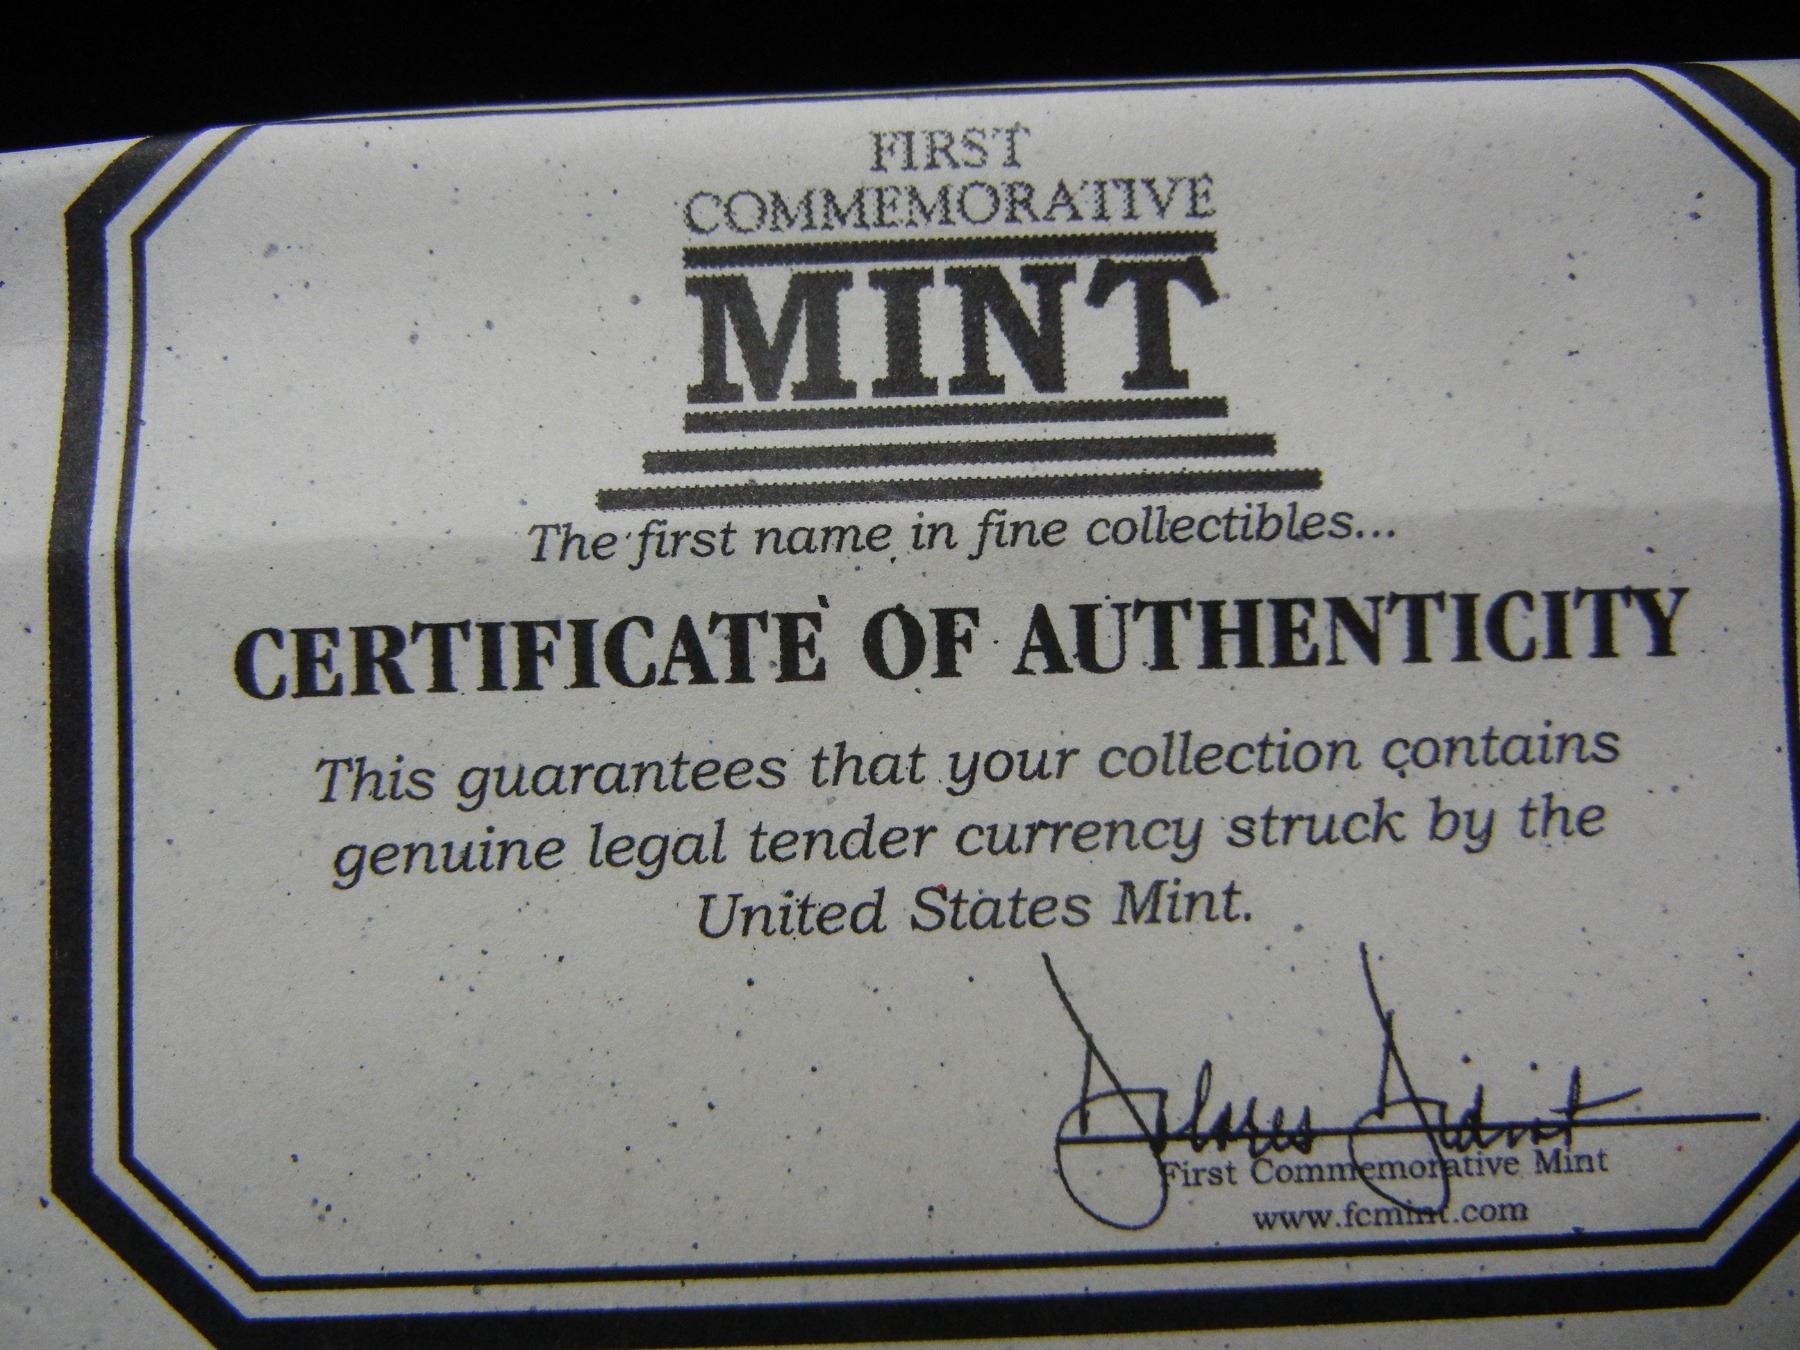 FIRST
COMMEMORATIVE
MINT
The first name in fine collectibles...
CERTIFICATE OF AUTHENTICITY
This guarantees that your collection contains
genuine legal tender currency struck by the
United States Mint.
First Commemorative Mint
www.fcmint.com